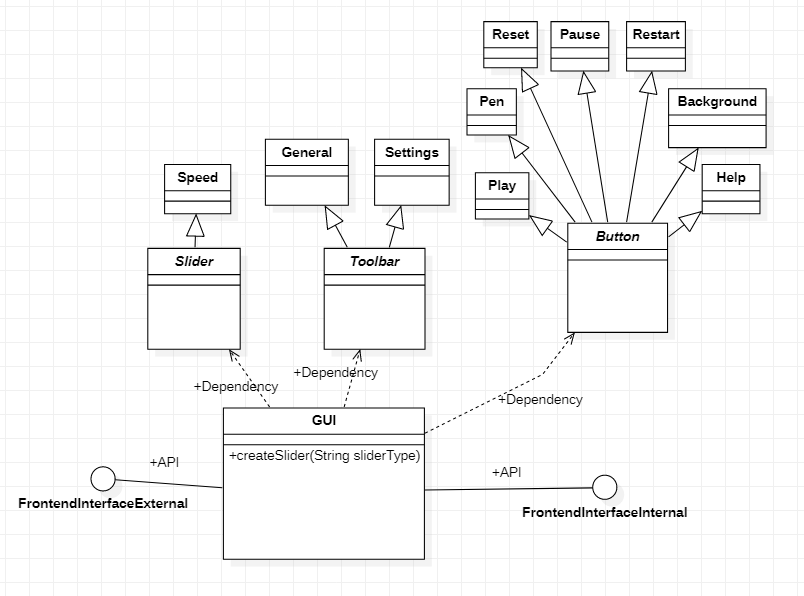 Reset
Pause
Restart
Pen
Background
General
Settings
Speed
Play
Help
Button
Slider
Toolbar
+Dependency
+Dependency
+Dependency
GUI
+createSlider(String sliderType)
+API
+API
FrontendInterfaceExternal
FrontendInterfaceInternal